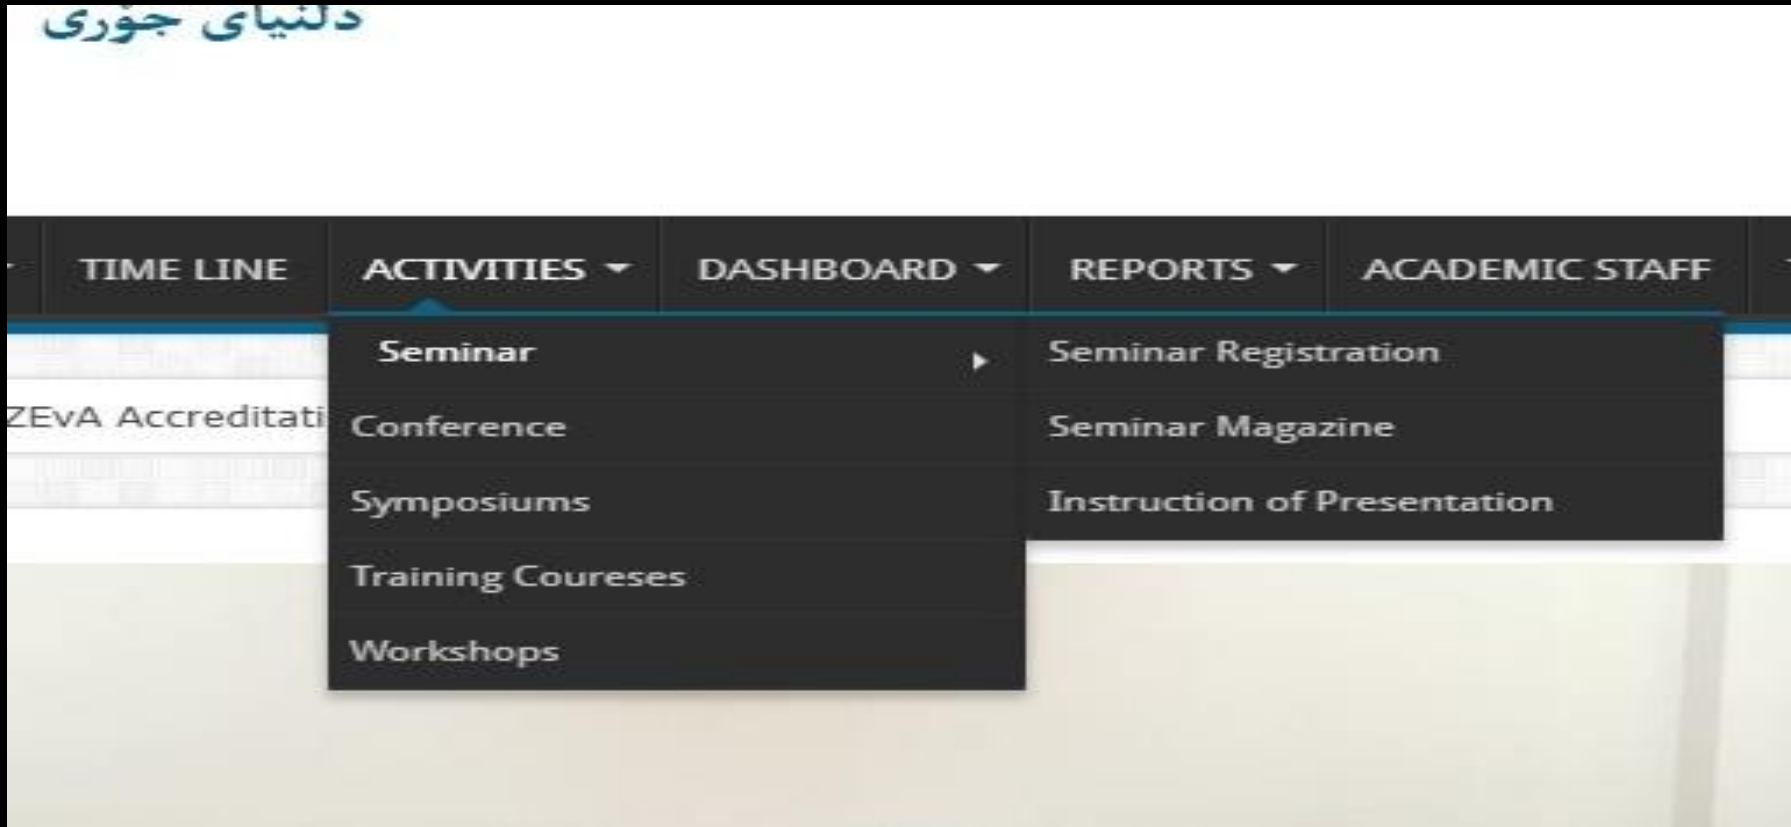 دلنیای جۆری
TIME LINE ACTIVITIES DASHBOARD REPORTS ACADEMIC STAFF
Seminar Seminar Registration
ZEvA Conference Seminar Magazine
Symposiums Instruction of Presentation
Training Coureses
Workshops